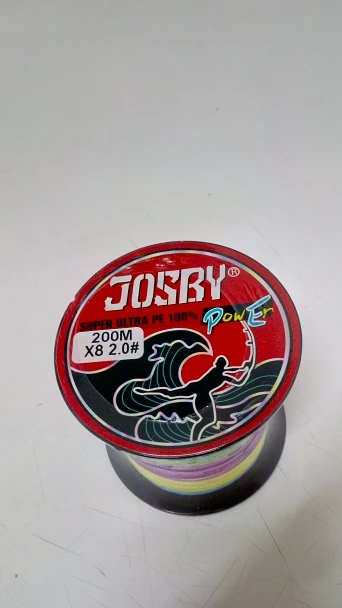 JOSBY®
SUPER ULTRA PE 100%
PowEr
200M
X8 2.0#